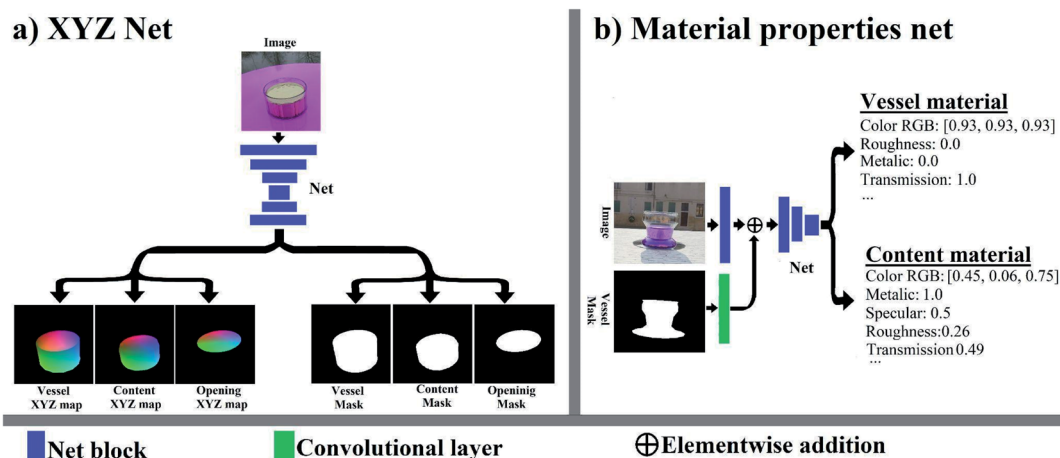 a) XYZ Net
Image
Net
Vessel
XYZ map
Content
XYZ map
Opening
XYZ map
Vessel
Mask
Content
Mask
Openinig Mask
b) Material properties net
Image
Vessel
Mask
Net
Vessel material
Color RGB: [0.93, 0.93, 0.93]
Roughness: 0.0
Metalic: 0.0
Transmission: 1.0
...
Content material
Color RGB: [0.45, 0.06, 0.75]
Metalic: 1.0
Specular: 0.5
Roughness:0.26
Transmission 0.49
...
Net block
Convolutional layer
Elementwise addition